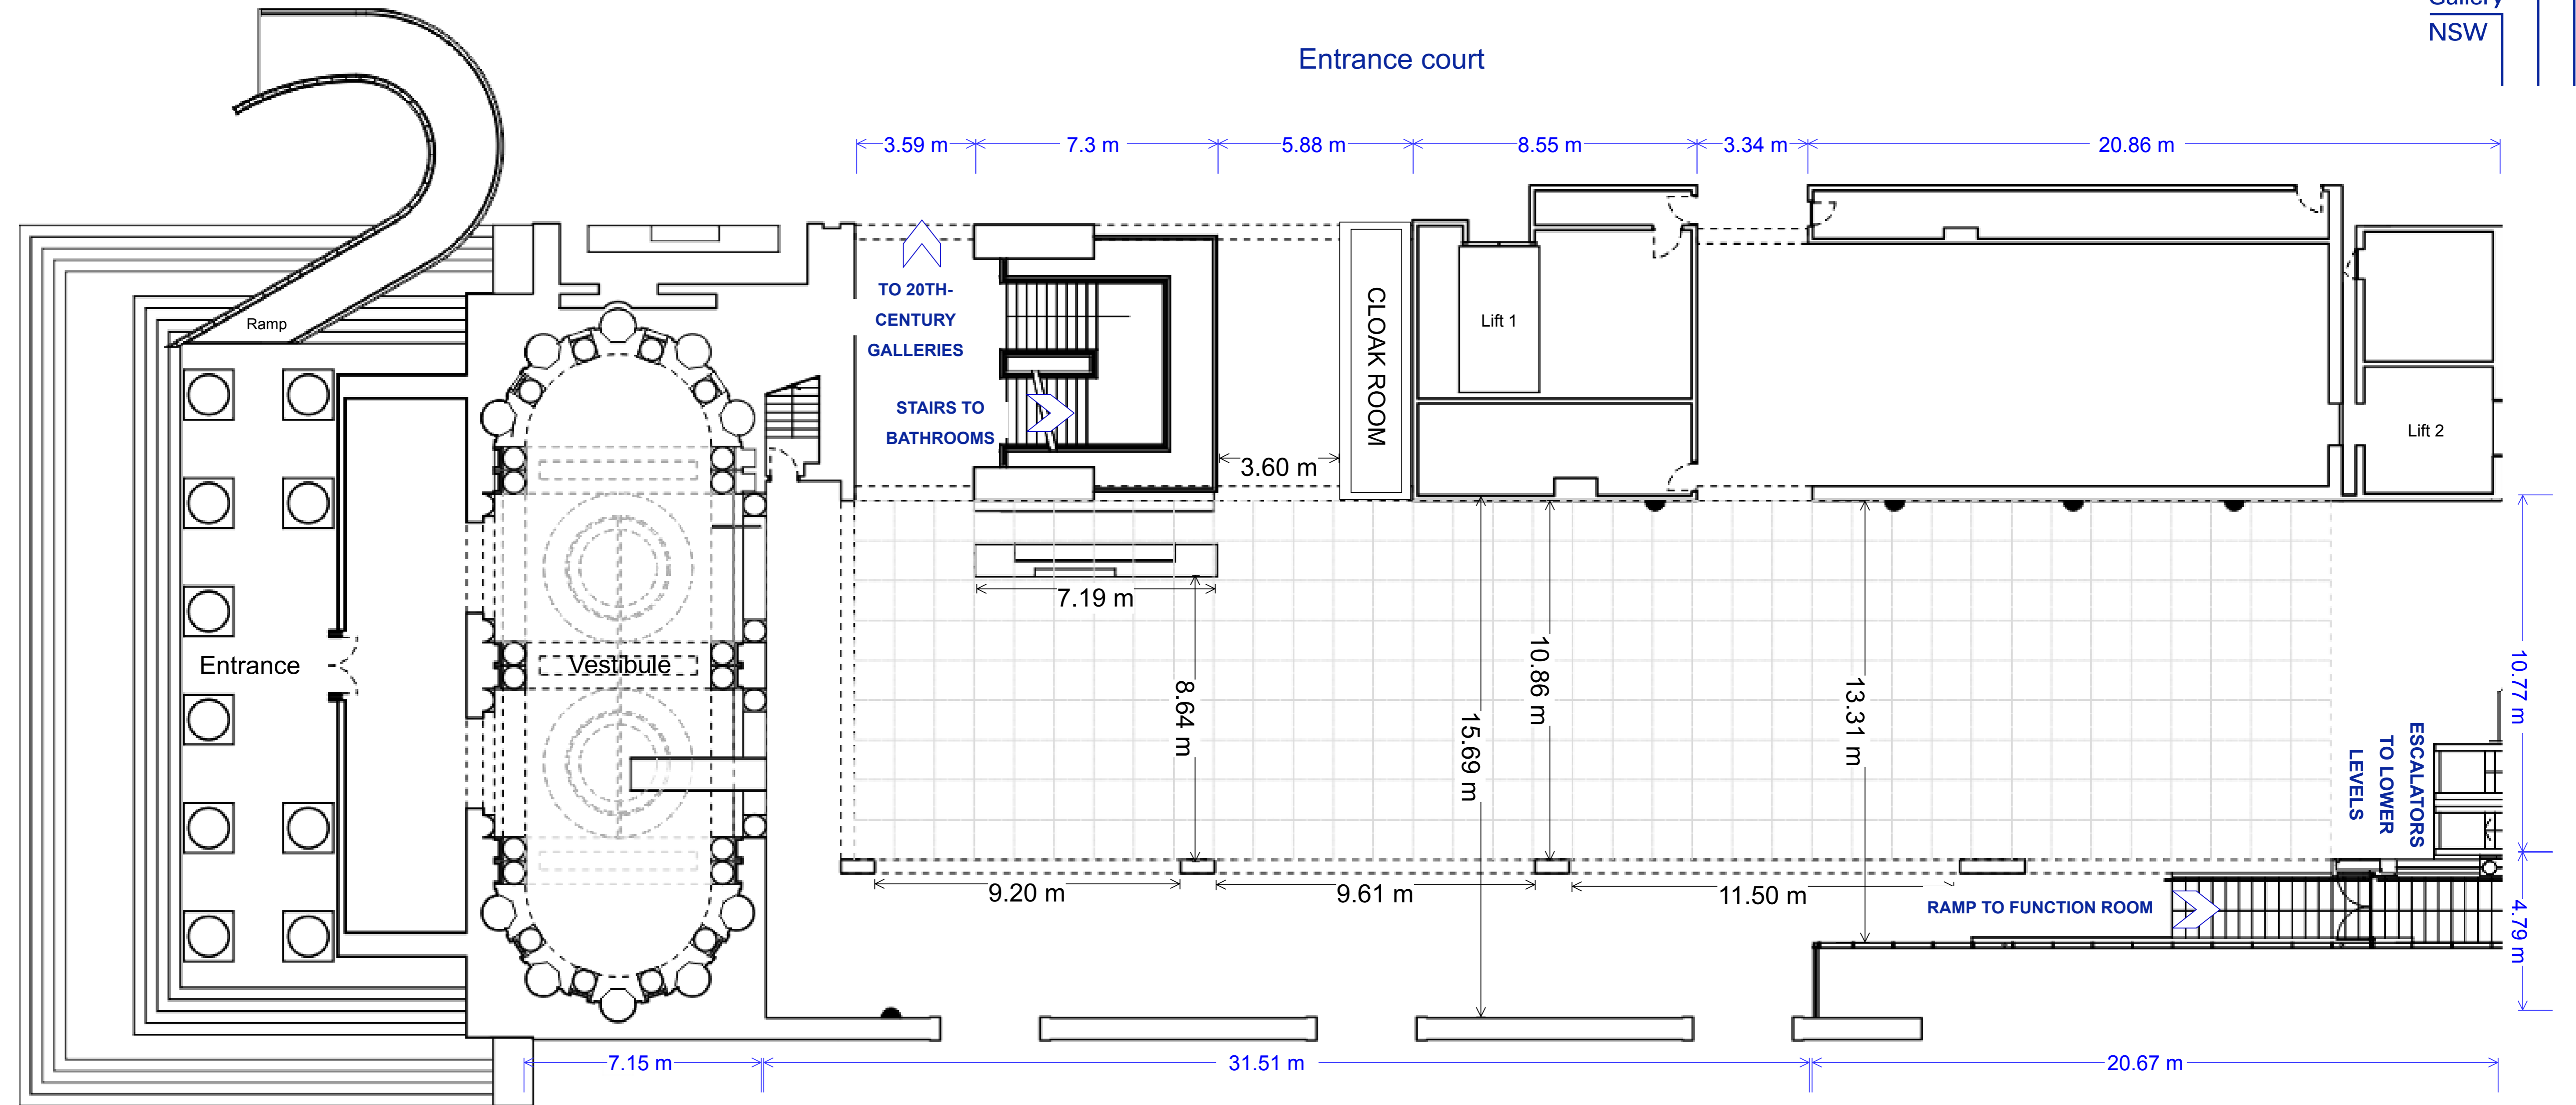 Gallery
NSW
Entrance court
3.59 m
7.3 m
5.88 m
8.55 m
3.34 m
20.86 m
Ramp
TO 20TH-
CENTURY
GALLERIES
STAIRS TO
BATHROOMS
CLOAK ROOM
Lift 1
Lift 2
3.60 m
7.19 m
Entrance
Vestibule
8.64 m
15.69 m
10.86 m
13.31 m
10.77 m
ESCALATORS
TO LOWER
LEVELS
9.20 m
9.61 m
11.50 m
RAMP TO FUNCTION ROOM
4.79 m
7.15 m
31.51 m
20.67 m